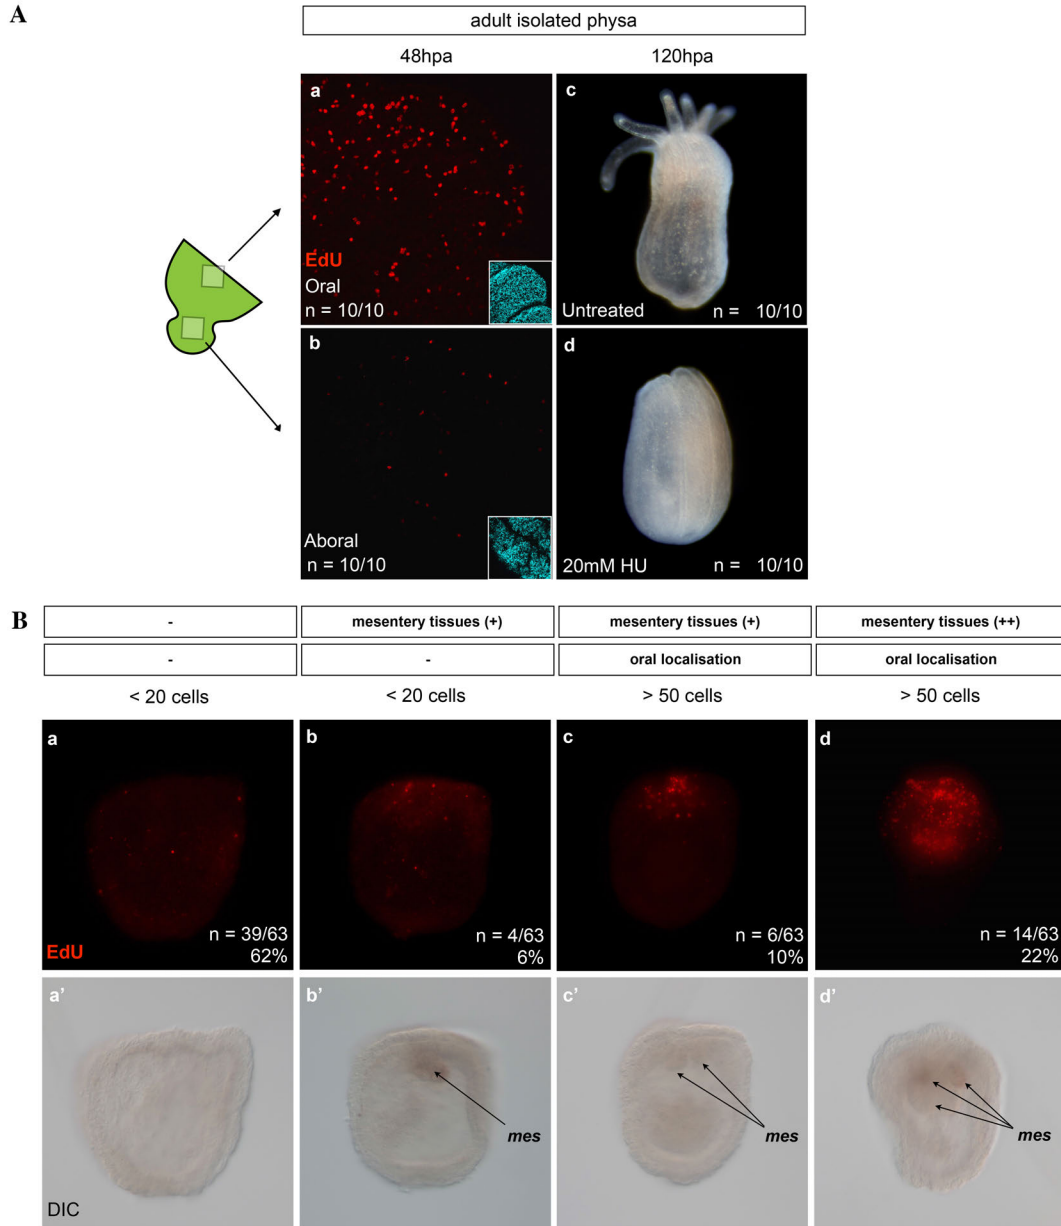 A
adult isolated physa
48hpa
120hpa
a
EdU
Oral
n = 10/10
c
Untreated
n = 10/10
b
Aboral
n = 10/10
d
20mM HU
n = 10/10
B
-
mesentery tissues (+)
mesentery tissues (+)
mesentery tissues (++)
-
-
oral localisation
oral localisation
< 20 cells
< 20 cells
> 50 cells
> 50 cells
a
EdU
n = 39/63
62%
b
n = 4/63
6%
c
n = 6/63
10%
d
n = 14/63
22%
a’
DIC
b’
mes
c’
mes
d’
mes